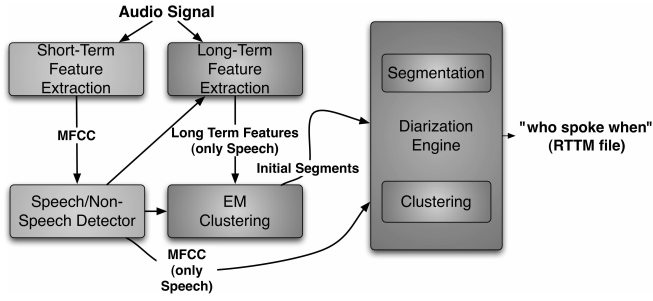 Audio Signal
Short-Term
Feature
Extraction
Long-Term
Feature
Extraction
MFCC
Long Term Features
(only Speech)
Initial Segments
Speech/Non-
Speech Detector
EM
Clustering
MFCC
(only
Speech)
Segmentation
Diarization
Engine
Clustering
"who spoke when"
(RTTM file)